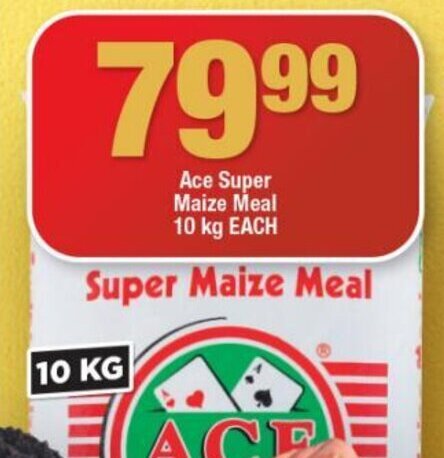 79.99
Ace Super
Maize Meal
10 kg EACH
Super Maize Meal
®
10 KG
A
A
ACE